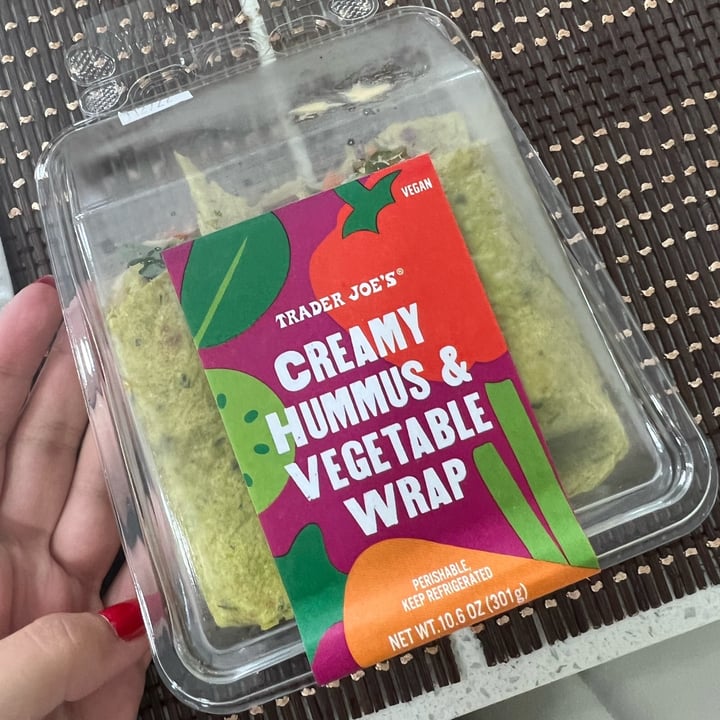 VEGAN
TRADER JOE'S®
CREAMY
HUMMUS &
VEGETABLE
WRAP
PERISHABLE,
KEEP REFRIGERATED
NET WT. 10.6 OZ (301g)